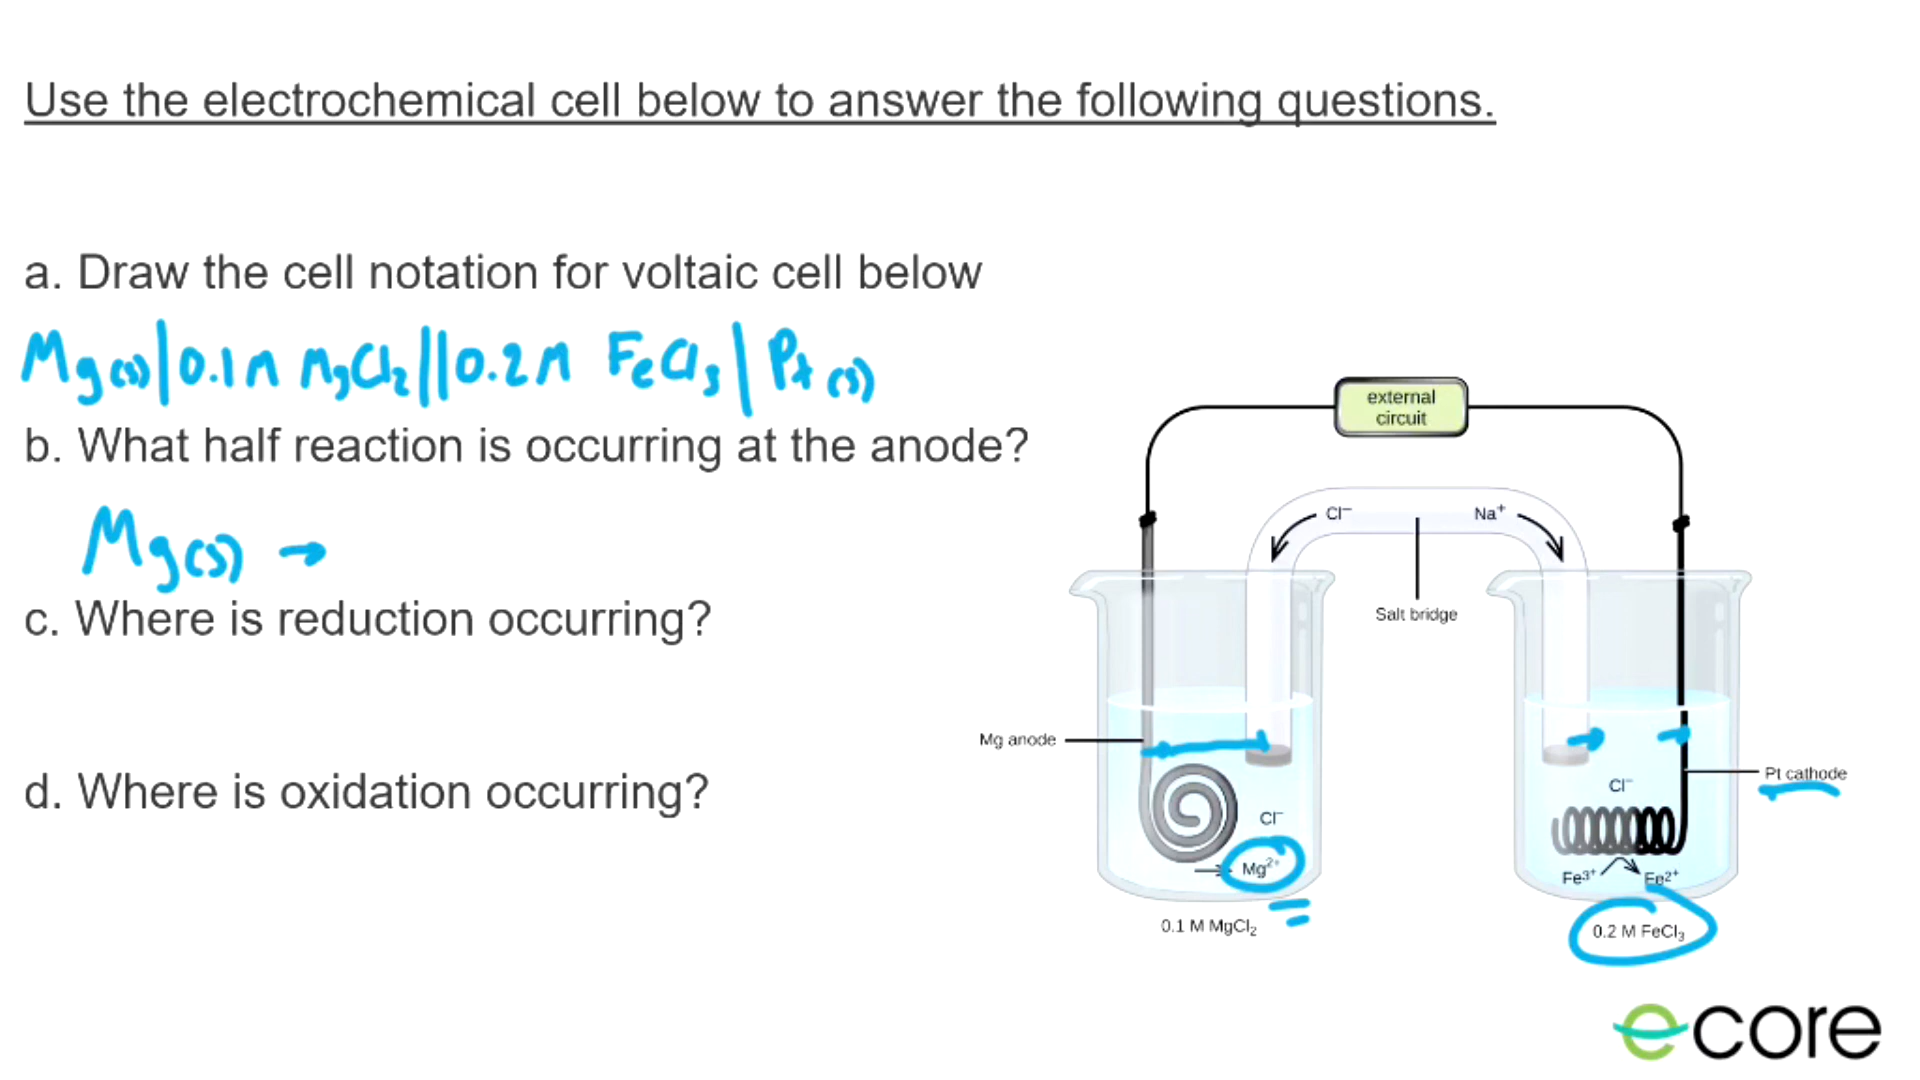 Use the electrochemical cell below to answer the following questions.
a. Draw the cell notation for voltaic cell below
Mg(s)|0.1M MgCl₂||0.2M FeCl₃|Pt(s)
b. What half reaction is occurring at the anode?
Mg(s) →
c. Where is reduction occurring?
d. Where is oxidation occurring?
external
circuit
Cl⁻ Na⁺
Salt bridge
Mg anode
Pt cathode
Cl⁻
Cl⁻
Mg²⁺
Fe³⁺ Fe²⁺
0.1 M MgCl₂
0.2 M FeCl₃
ecore